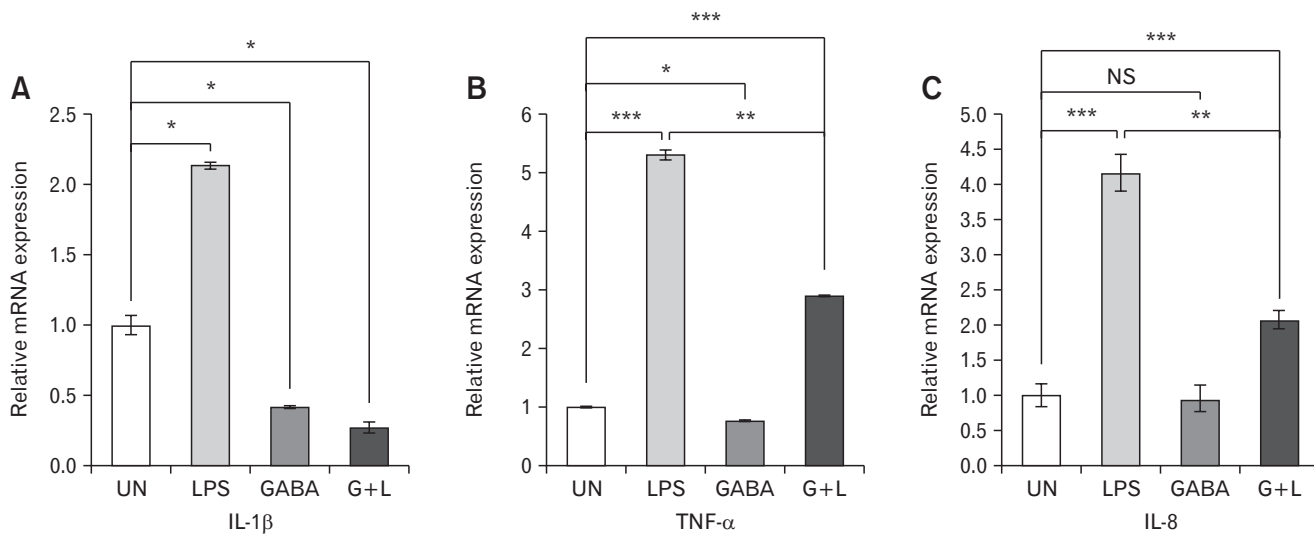 A
Relative mRNA expression
2.5
2.0
1.5
1.0
0.5
0.0
*
*
*
UN LPS GABA G+L
IL-1β
B
Relative mRNA expression
6
5
4
3
2
1
0
***
*
*** **
UN LPS GABA G+L
TNF-α
C
Relative mRNA expression
5.0
4.5
4.0
3.5
3.0
2.5
2.0
1.5
1.0
0.5
0.0
***
NS
*** **
UN LPS GABA G+L
IL-8